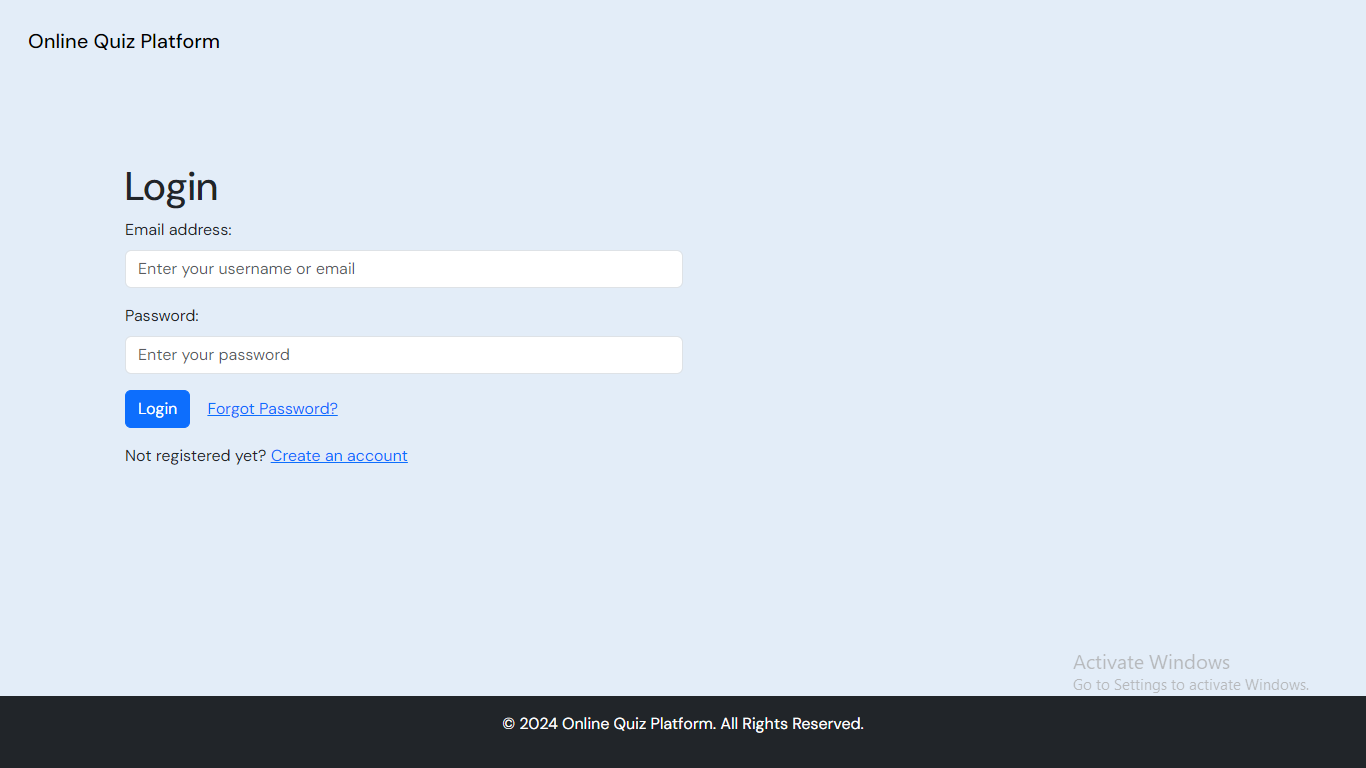 Online Quiz Platform
Login
Email address:
Enter your username or email
Password:
Enter your password
Login Forgot Password?
Not registered yet? Create an account
Activate Windows
Go to Settings to activate Windows.
© 2024 Online Quiz Platform. All Rights Reserved.